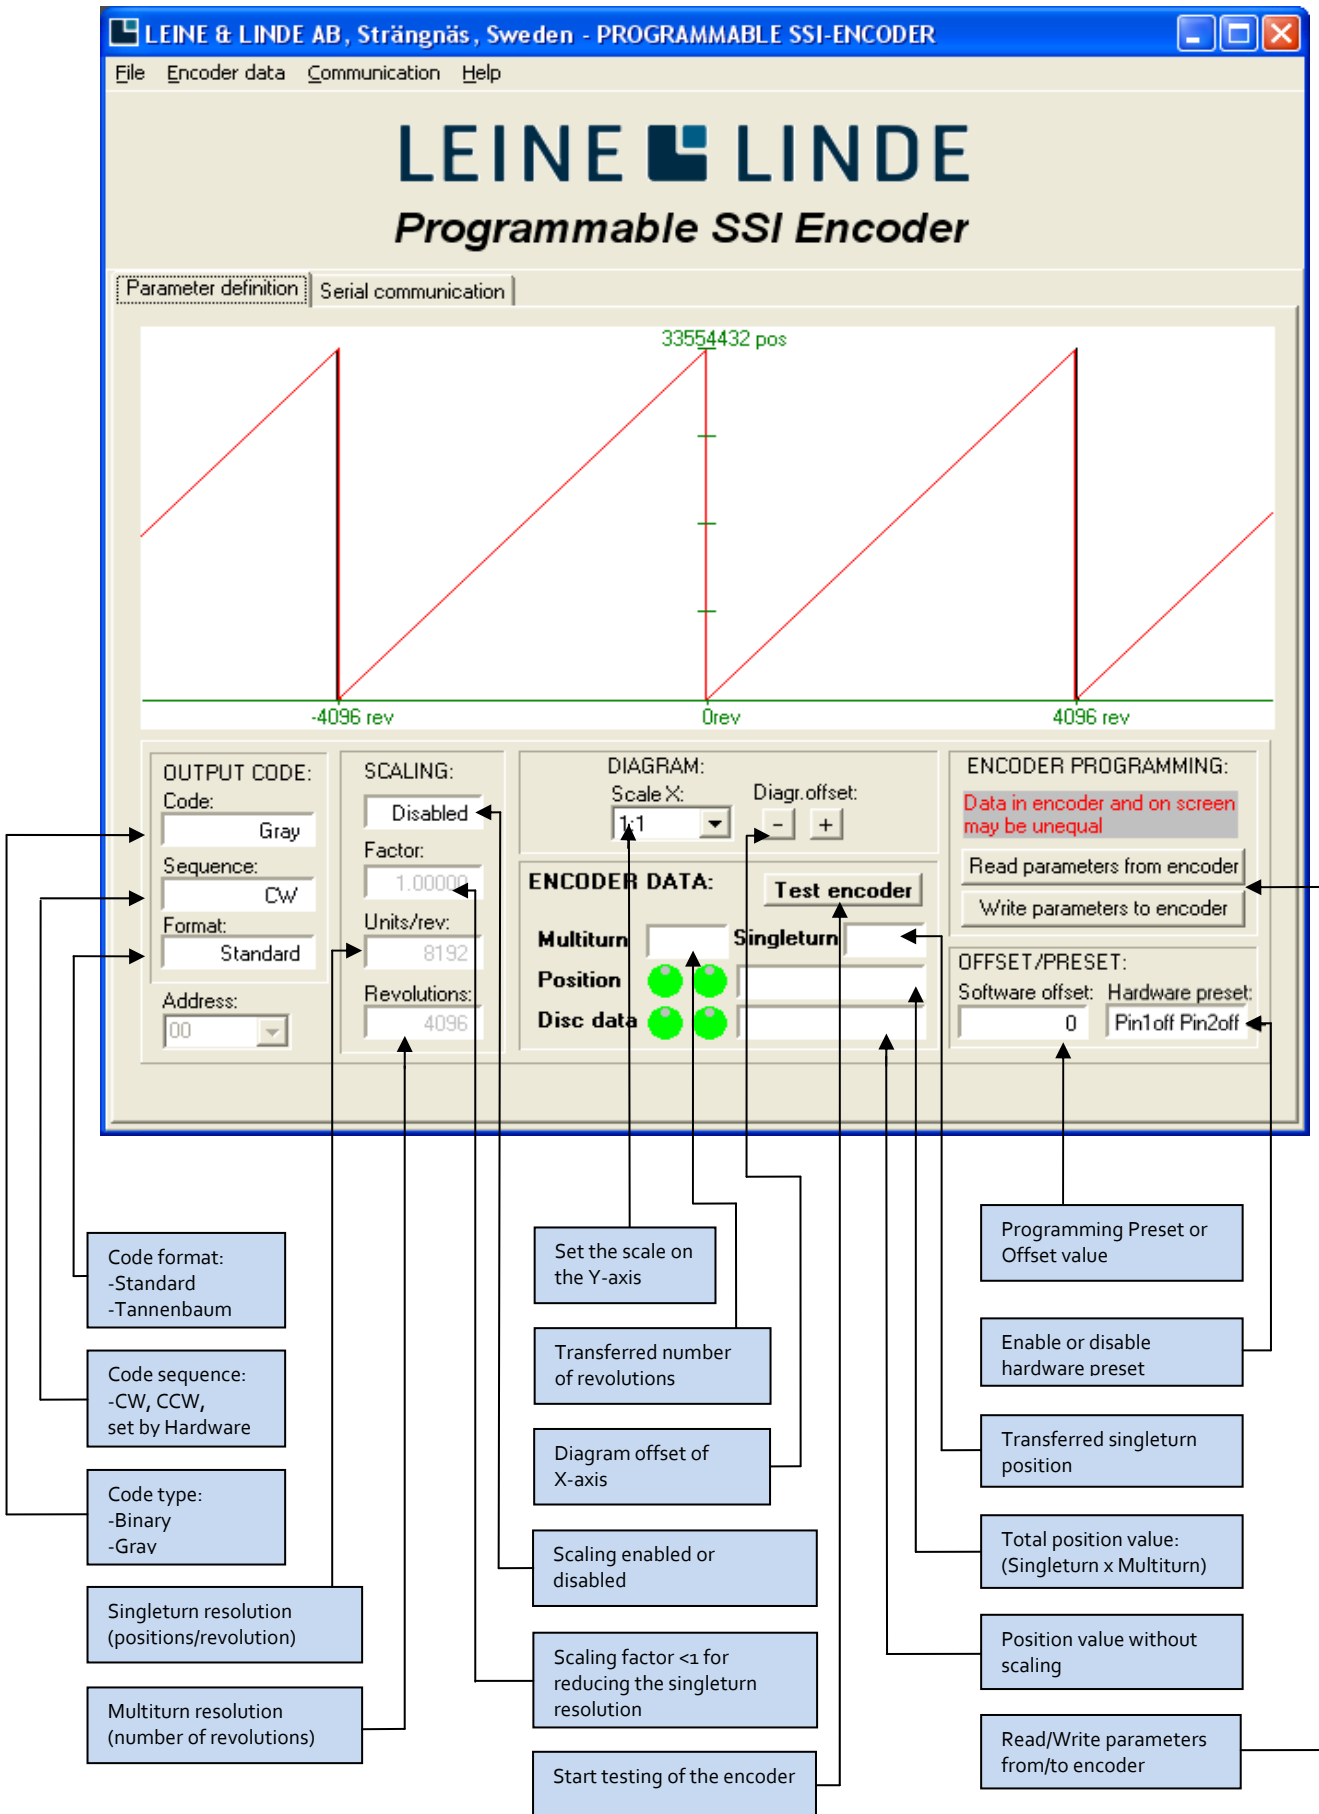 LEINE & LINDE AB, Strängnäs, Sweden - PROGRAMMABLE SSI-ENCODER
File Encoder data Communication Help
LEINE LINDE
Programmable SSI Encoder
Parameter definition Serial communication
33554432 pos
-4096 rev 0rev 4096 rev
OUTPUT CODE:
Code:
Gray
Sequence:
CW
Format:
Standard
Address:
00
SCALING:
Disabled
Factor:
1.00000
Units/rev:
8192
Revolutions:
4096
DIAGRAM:
Scale X: Diagr.offset:
1:1 - +
ENCODER DATA: Test encoder
Multiturn Singleturn
Position
Disc data
ENCODER PROGRAMMING:
Data in encoder and on screen
may be unequal
Read parameters from encoder
Write parameters to encoder
OFFSET/PRESET:
Software offset: Hardware preset:
0 Pin1off Pin2off
Code format:
-Standard
-Tannenbaum
Code sequence:
-CW, CCW,
set by Hardware
Code type:
-Binary
-Gray
Singleturn resolution
(positions/revolution)
Multiturn resolution
(number of revolutions)
Set the scale on
the Y-axis
Transferred number
of revolutions
Diagram offset of
X-axis
Scaling enabled or
disabled
Scaling factor <1 for
reducing the singleturn
resolution
Start testing of the encoder
Programming Preset or
Offset value
Enable or disable
hardware preset
Transferred singleturn
position
Total position value:
(Singleturn x Multiturn)
Position value without
scaling
Read/Write parameters
from/to encoder